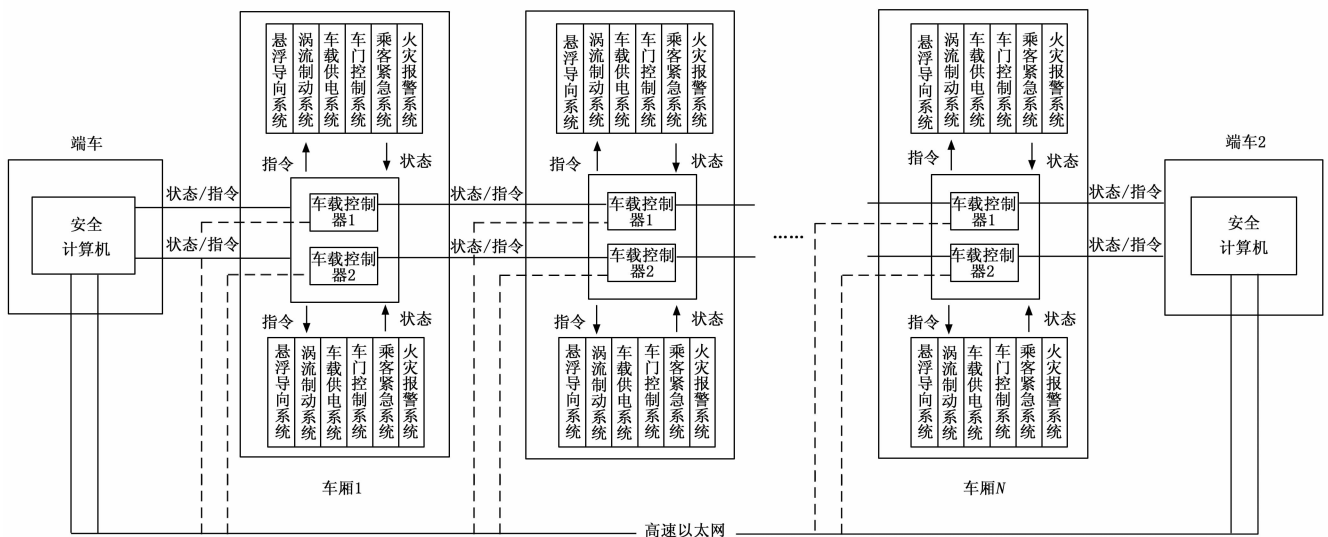 悬浮导向系统
涡流制动系统
车载供电系统
车门控制系统
乘客紧急系统
火灾报警系统
悬浮导向系统
涡流制动系统
车载供电系统
车门控制系统
乘客紧急系统
火灾报警系统
悬浮导向系统
涡流制动系统
车载供电系统
车门控制系统
乘客紧急系统
火灾报警系统
端车
端车2
指令
状态
指令
状态
指令
状态
安全
计算机
状态/指令
车载控制
器1
状态/指令
车载控制
器1
车载控制
器1
状态/指令
安全
计算机
状态/指令
车载控制
器2
状态/指令
车载控制
器2
……
车载控制
器2
状态/指令
指令
状态
指令
状态
指令
状态
悬浮导向系统
涡流制动系统
车载供电系统
车门控制系统
乘客紧急系统
火灾报警系统
悬浮导向系统
涡流制动系统
车载供电系统
车门控制系统
乘客紧急系统
火灾报警系统
悬浮导向系统
涡流制动系统
车载供电系统
车门控制系统
乘客紧急系统
火灾报警系统
车厢1
车厢N
高速以太网